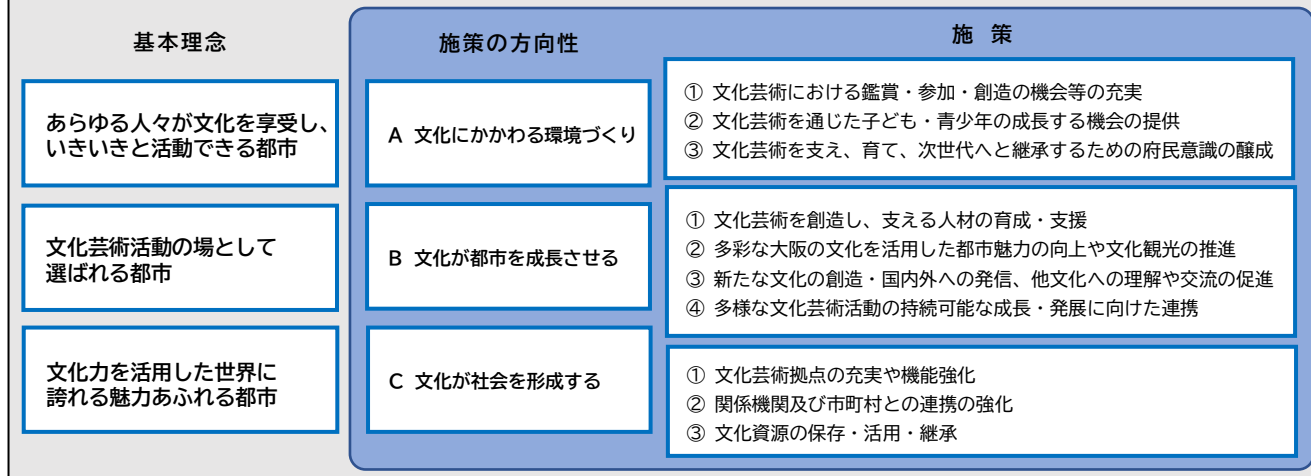 基本理念
施策の方向性
施 策
あらゆる人々が文化を享受し、
いきいきと活動できる都市
A 文化にかかわる環境づくり
① 文化芸術における鑑賞・参加・創造の機会等の充実
② 文化芸術を通じた子ども・青少年の成長する機会の提供
③ 文化芸術を支え、育て、次世代へと継承するための府民意識の醸成
文化芸術活動の場として
選ばれる都市
B 文化が都市を成長させる
① 文化芸術を創造し、支える人材の育成・支援
② 多彩な大阪の文化を活用した都市魅力の向上や文化観光の推進
③ 新たな文化の創造・国内外への発信、他文化への理解や交流の促進
④ 多様な文化芸術活動の持続可能な成長・発展に向けた連携
文化力を活用した世界に
誇れる魅力あふれる都市
C 文化が社会を形成する
① 文化芸術拠点の充実や機能強化
② 関係機関及び市町村との連携の強化
③ 文化資源の保存・活用・継承